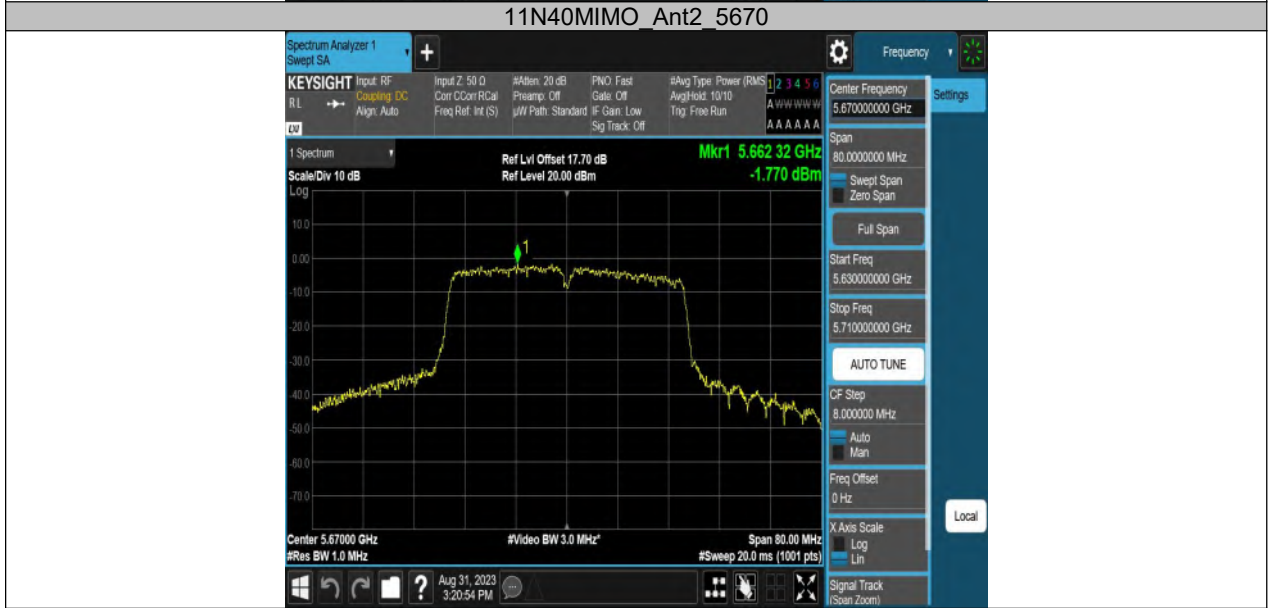 11N40MIMO_Ant2_5670
Spectrum Analyzer 1
Swept SA
+
Frequency
KEYSIGHT
RL
LXI
Input: RF
Coupling: DC
Align: Auto
Input Z: 50 Ω
Corr CCorr RCal
Freq Ref: Int (S)
#Atten: 20 dB
Preamp: Off
µW Path: Standard
PNO: Fast
Gate: Off
IF Gain: Low
Sig Track: Off
#Avg Type: Power (RMS
Avg|Hold: 10/10
Trig: Free Run
1 2 3 4 5 6
A W W W W W
A A A A A A
Center Frequency
5.670000000 GHz
Settings
Span
80.0000000 MHz
Swept Span
Zero Span
Full Span
Start Freq
5.630000000 GHz
Stop Freq
5.710000000 GHz
AUTO TUNE
CF Step
8.000000 MHz
Auto
Man
Freq Offset
0 Hz
X Axis Scale
Log
Lin
Local
Signal Track
(Span Zoom)
1 Spectrum
Scale/Div 10 dB
Ref Lvl Offset 17.70 dB
Ref Level 20.00 dBm
Mkr1 5.662 32 GHz
-1.770 dBm
Log
10.0
0.00
-10.0
-20.0
-30.0
-40.0
-50.0
-60.0
-70.0
1
Center 5.67000 GHz
#Res BW 1.0 MHz
#Video BW 3.0 MHz*
Span 80.00 MHz
#Sweep 20.0 ms (1001 pts)
?
Aug 31, 2023
3:20:54 PM